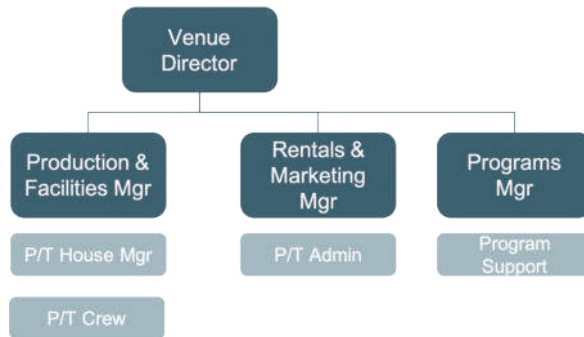 Venue
Director
Production &
Facilities Mgr
Rentals &
Marketing
Mgr
Programs
Mgr
P/T House Mgr
P/T Admin
Program
Support
P/T Crew